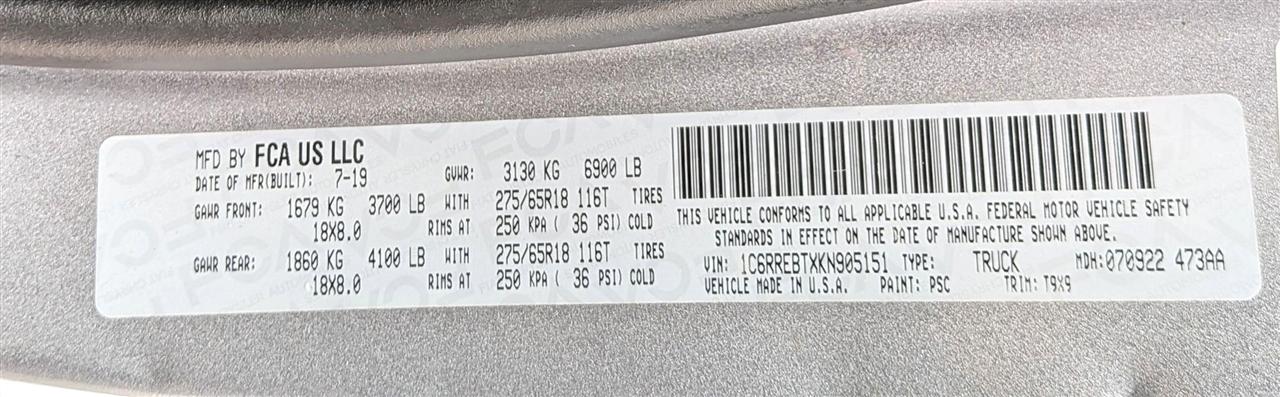 MFD BY FCA US LLC
DATE OF MFR(BUILT): 7-19 GVWR: 3130 KG 6900 LB
GAWR FRONT: 1679 KG 3700 LB WITH 275/65R18 116T TIRES
18X8.0 RIMS AT 250 KPA ( 36 PSI) COLD
GAWR REAR: 1860 KG 4100 LB WITH 275/65R18 116T TIRES
18X8.0 RIMS AT 250 KPA ( 36 PSI) COLD
THIS VEHICLE CONFORMS TO ALL APPLICABLE U.S.A. FEDERAL MOTOR VEHICLE SAFETY
STANDARDS IN EFFECT ON THE DATE OF MANUFACTURE SHOWN ABOVE.
VIN: 1C6RREBTXKN905151 TYPE: TRUCK MDH:070922 473AA
VEHICLE MADE IN U.S.A. PAINT: PSC TRIM: T9X9